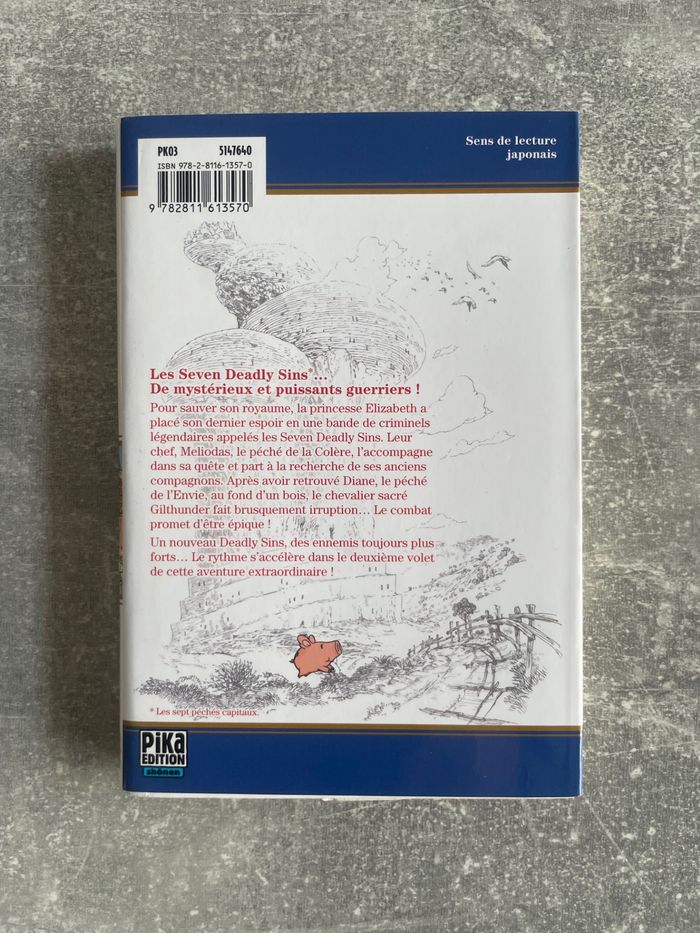 PK03 5147640
ISBN 978-2-8116-1357-0
9 782811 613570
Sens de lecture
japonais
Les Seven Deadly Sins*...
De mystérieux et puissants guerriers !
Pour sauver son royaume, la princesse Elizabeth a
placé son dernier espoir en une bande de criminels
légendaires appelés les Seven Deadly Sins. Leur
chef, Meliodas, le péché de la Colère, l'accompagne
dans sa quête et part à la recherche de ses anciens
compagnons. Après avoir retrouvé Diane, le péché
de l'Envie, au fond d'un bois, le chevalier sacré
Gilthunder fait brusquement irruption... Le combat
promet d'être épique !
Un nouveau Deadly Sins, des ennemis toujours plus
forts... Le rythme s'accélère dans le deuxième volet
de cette aventure extraordinaire !
* Les sept péchés capitaux.
PiKa
EDITION
shônen